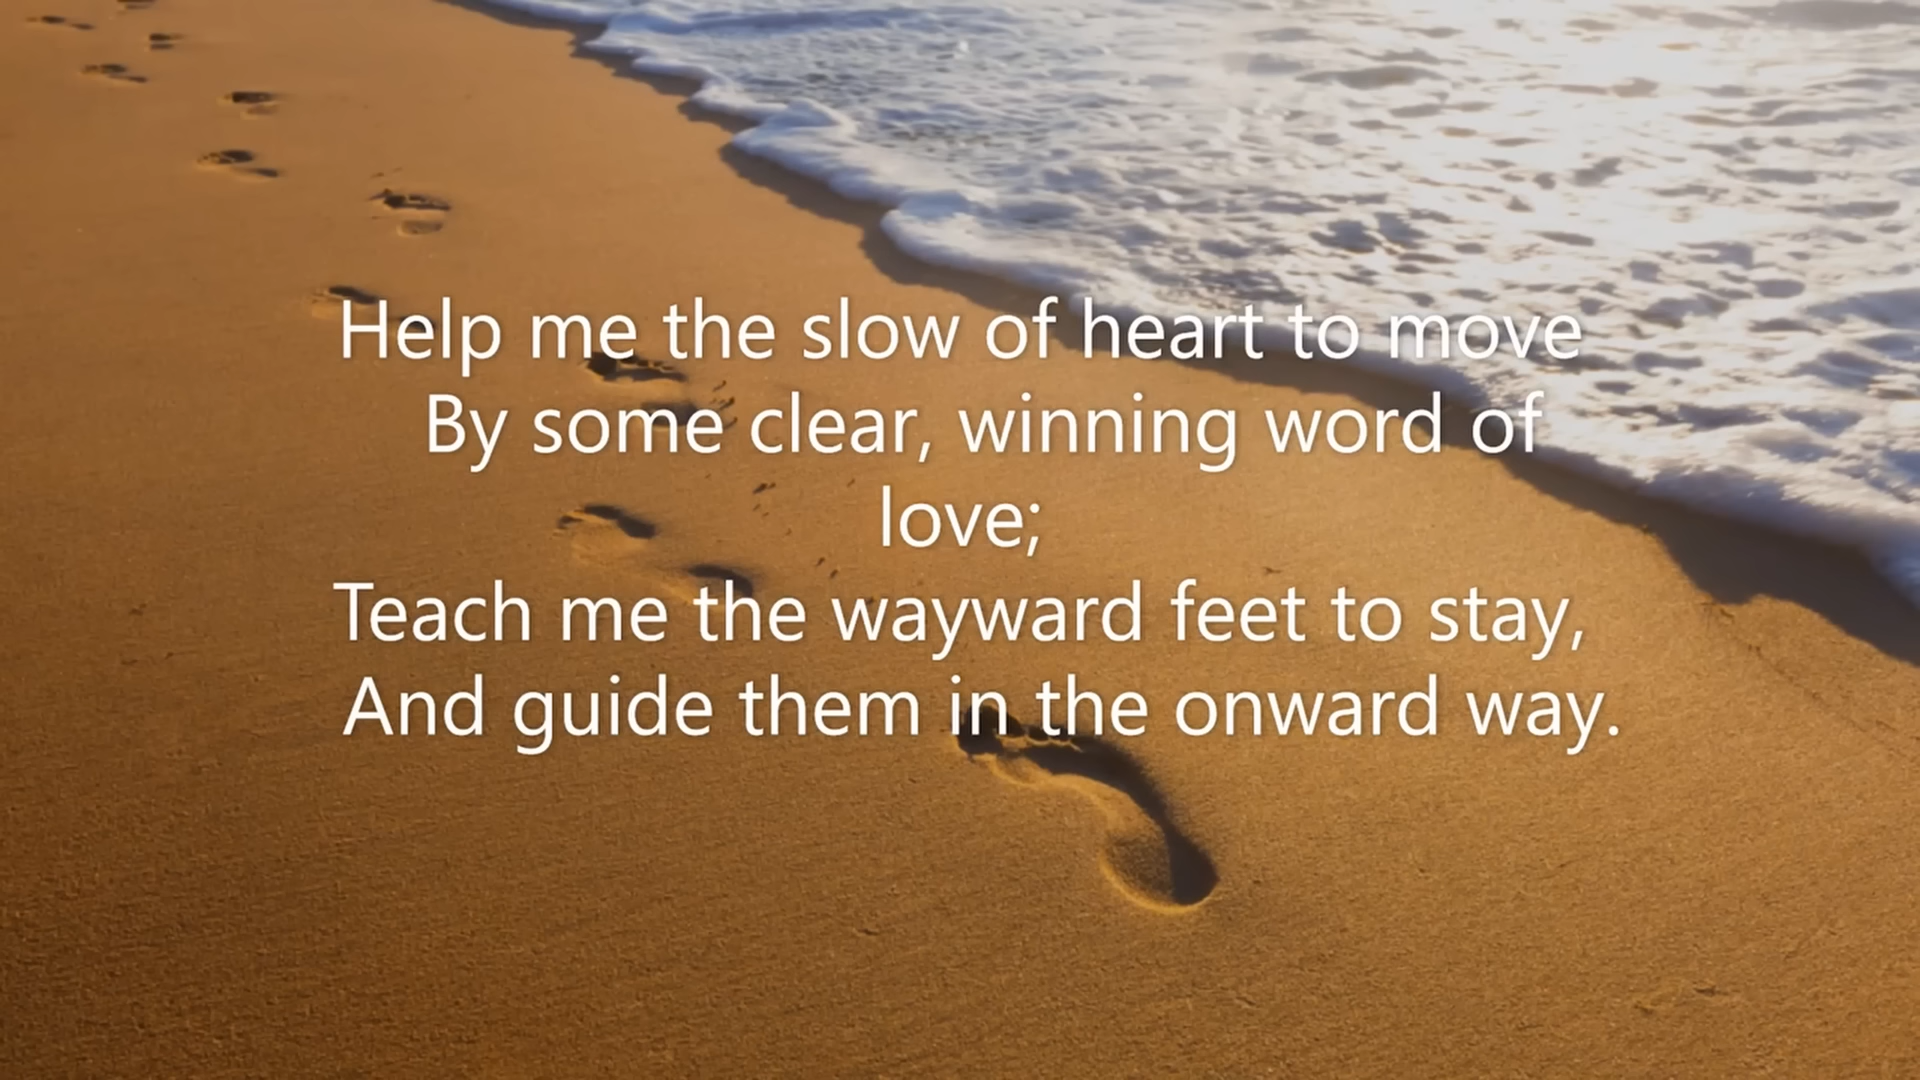 Help me the slow of heart to move
By some clear, winning word of
love;
Teach me the wayward feet to stay,
And guide them in the onward way.